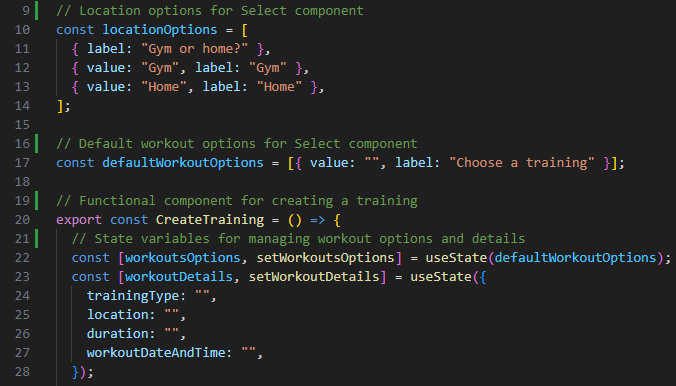 9 // Location options for Select component
10 const locationOptions = [
11 { label: "Gym or home?" },
12 { value: "Gym", label: "Gym" },
13 { value: "Home", label: "Home" },
14 ];
15
16 // Default workout options for Select component
17 const defaultWorkoutOptions = [{ value: "", label: "Choose a training" }];
18
19 // Functional component for creating a training
20 export const CreateTraining = () => {
21 // State variables for managing workout options and details
22 const [workoutsOptions, setWorkoutsOptions] = useState(defaultWorkoutOptions);
23 const [workoutDetails, setWorkoutDetails] = useState({
24 trainingType: "",
25 location: "",
26 duration: "",
27 workoutDateAndTime: "",
28 });